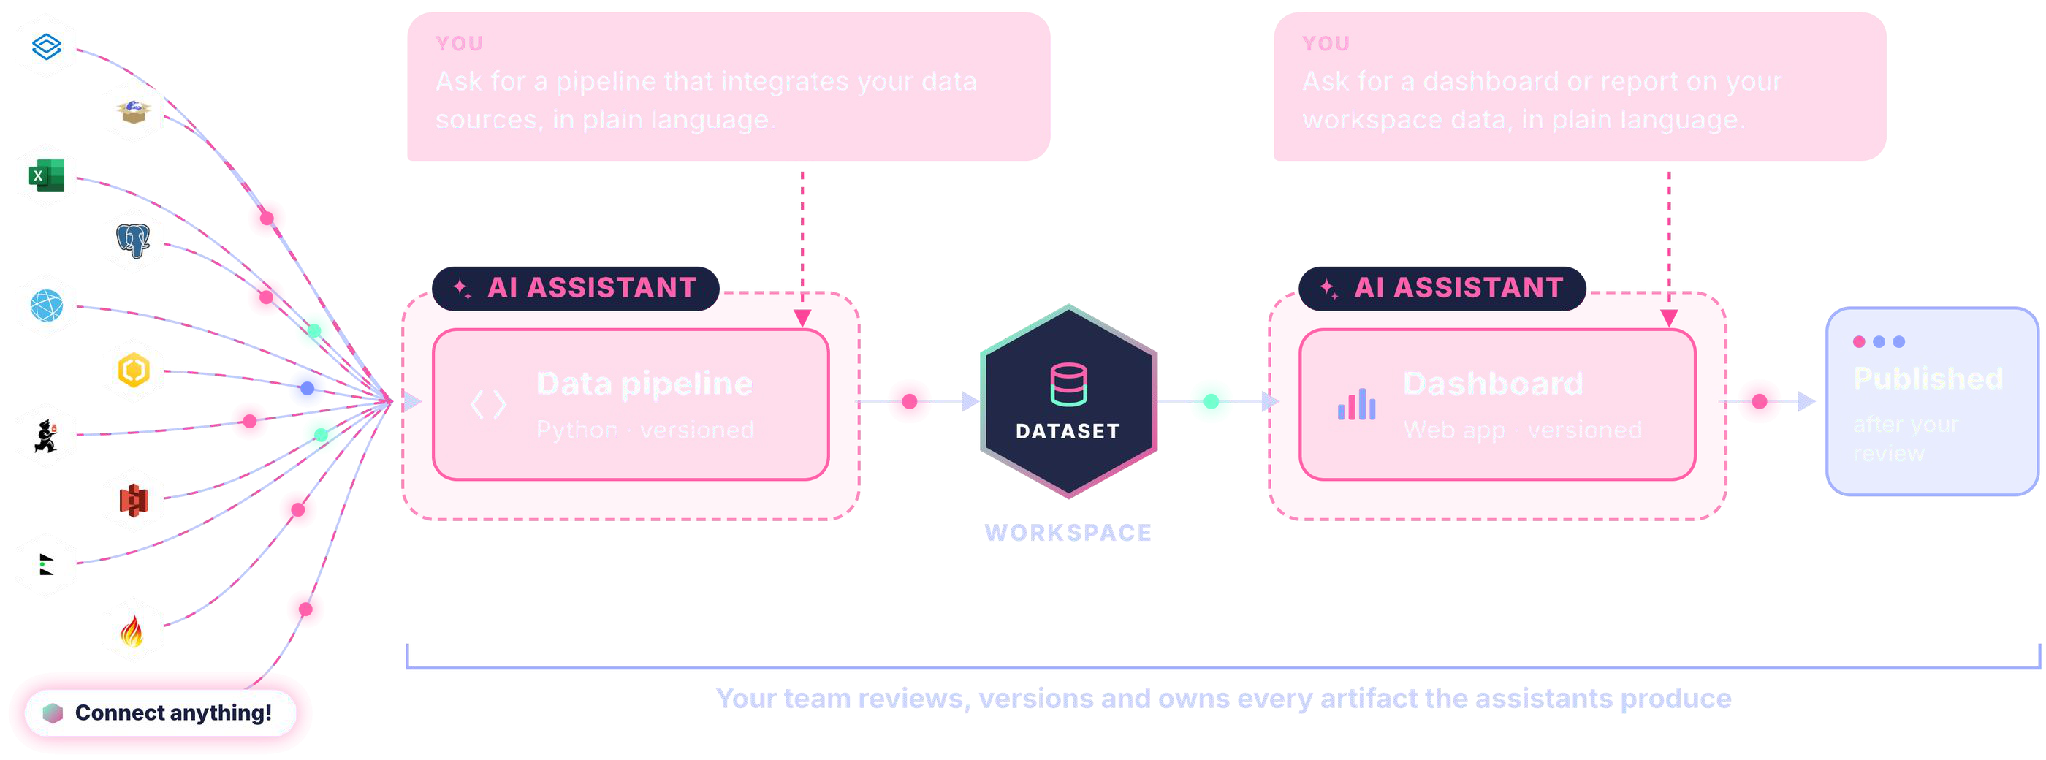 YOU
Ask for a pipeline that integrates your data
sources, in plain language.
YOU
Ask for a dashboard or report on your
workspace data, in plain language.
AI ASSISTANT
Data pipeline
Python · versioned
DATASET
WORKSPACE
AI ASSISTANT
Dashboard
Web app · versioned
Published
after your
review
Your team reviews, versions and owns every artifact the assistants produce
Connect anything!
X